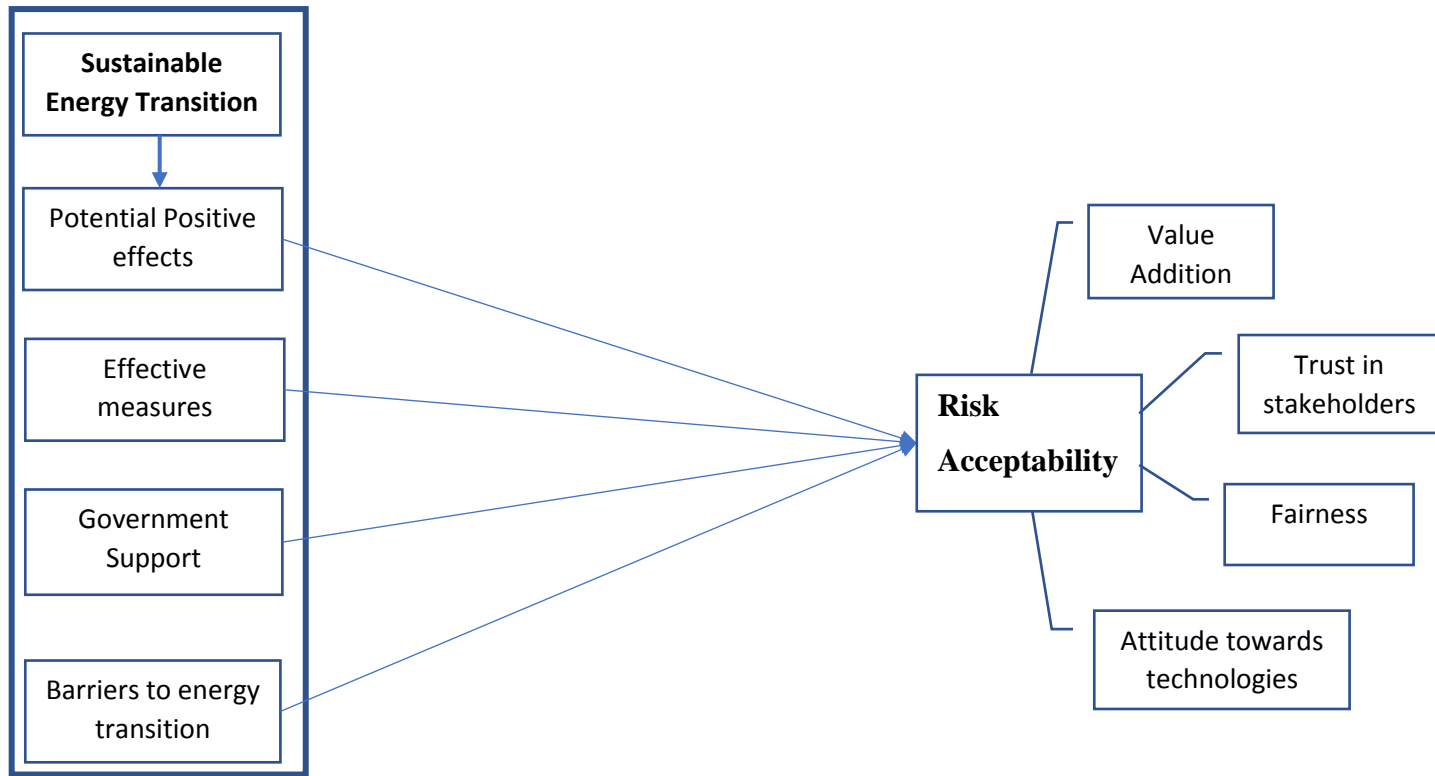 Sustainable
Energy Transition
Potential Positive
effects
Effective
measures
Government
Support
Barriers to energy
transition
Risk
Acceptability
Value
Addition
Trust in
stakeholders
Fairness
Attitude towards
technologies